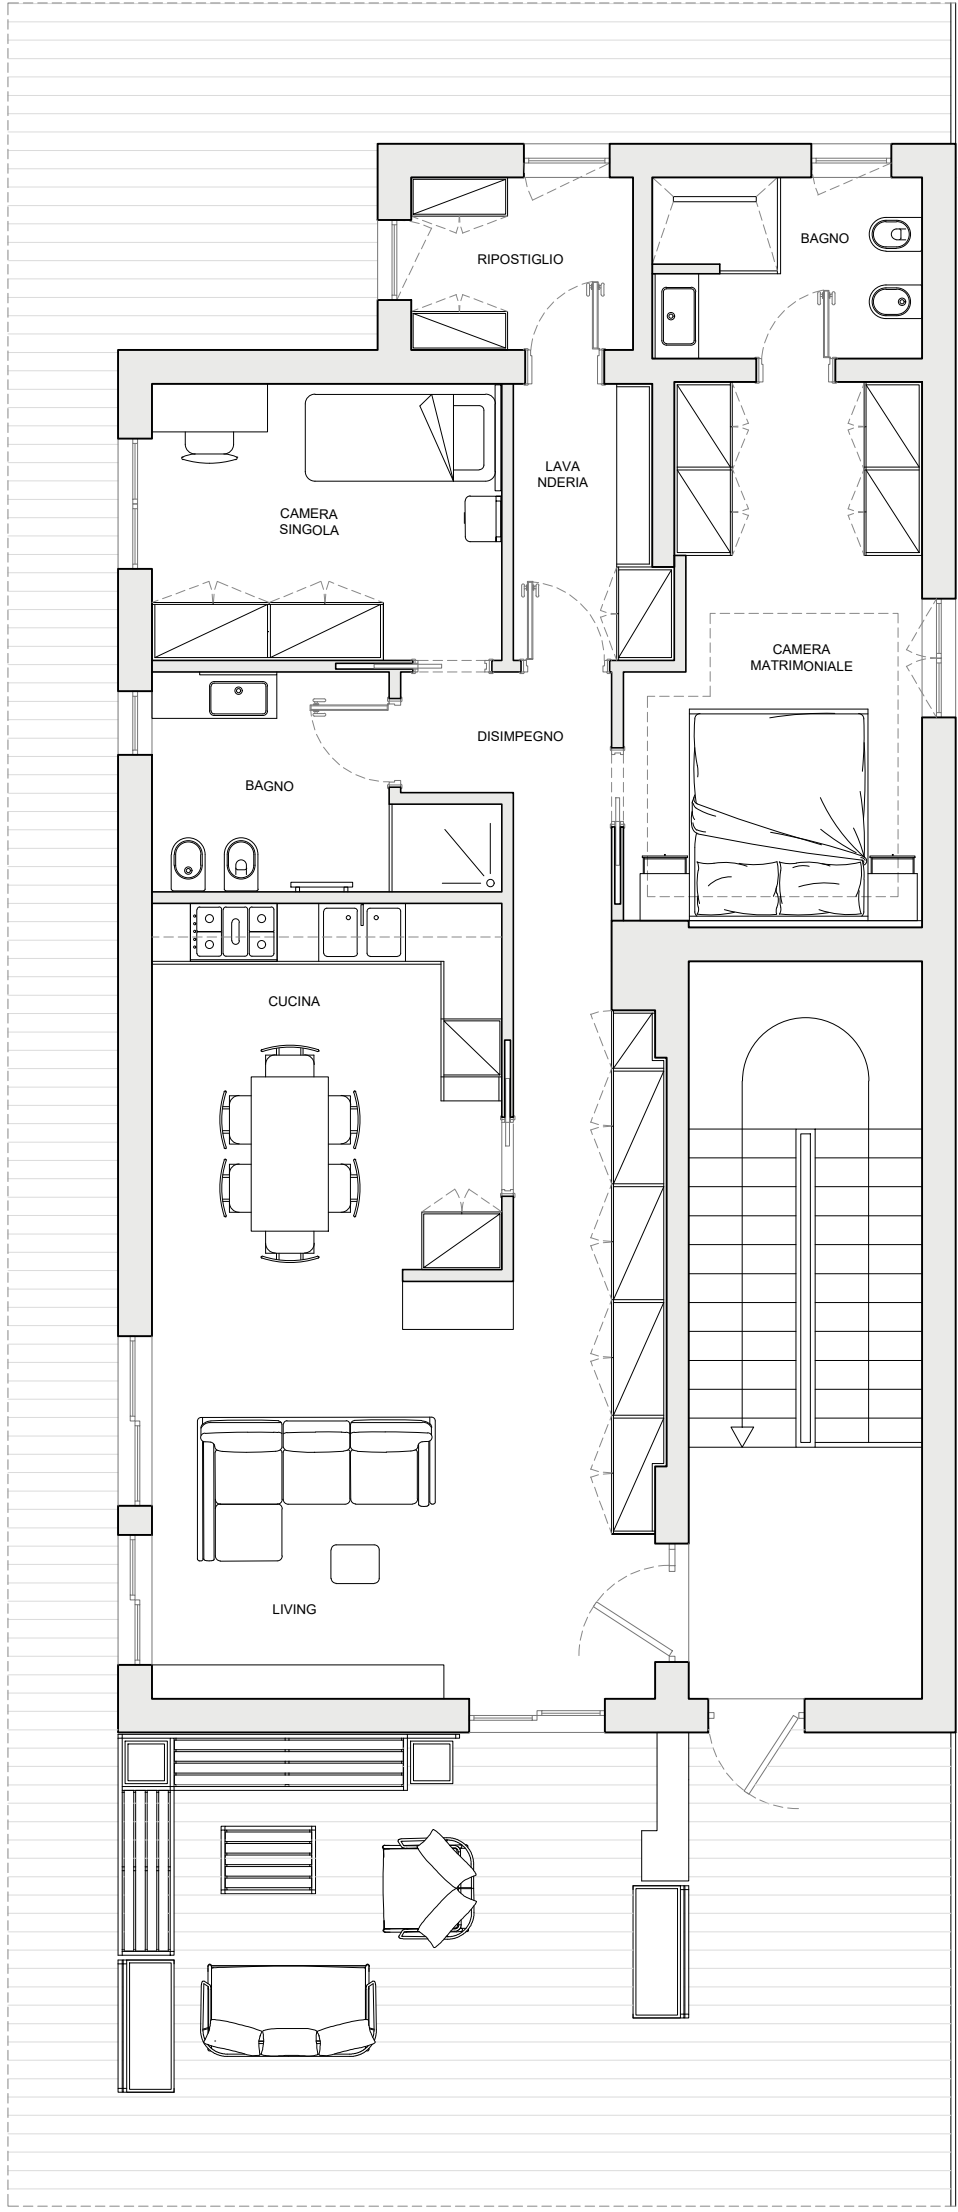 BAGNO
RIPOSTIGLIO
LAVA
NDERIA
CAMERA
SINGOLA
CAMERA
MATRIMONIALE
DISIMPEGNO
BAGNO
CUCINA
LIVING